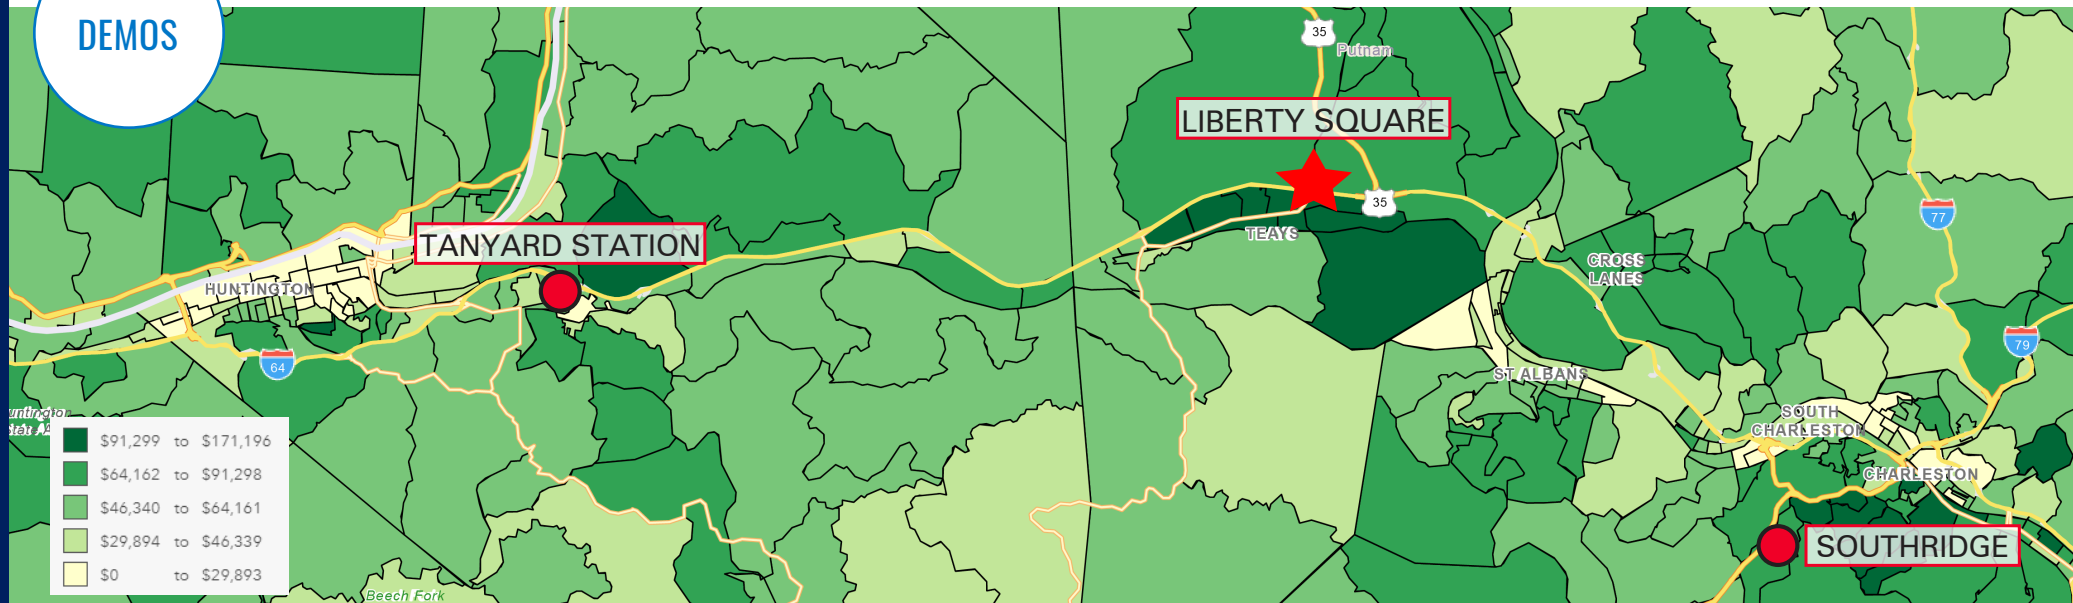 DEMOS
35
Putnam
LIBERTY SQUARE
35
77
TEAYS
TANYARD STATION
CROSS
LANES
HUNTINGTON
79
64
ST ALBANS
SOUTH
CHARLESTON
CHARLESTON
$91,299 to $171,196
$64,162 to $91,298
$46,340 to $64,161
$29,894 to $46,339
$0 to $29,893
SOUTHRIDGE
Beech Fork